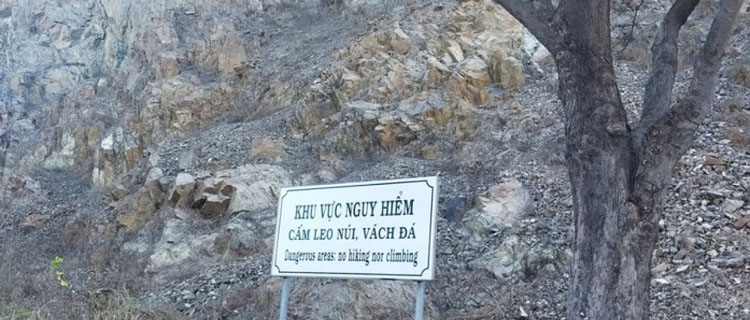 KHU VỰC NGUY HIỂM
CẤM LEO NÚI, VÁCH ĐÁ
Dangerous areas: no hiking nor climbing